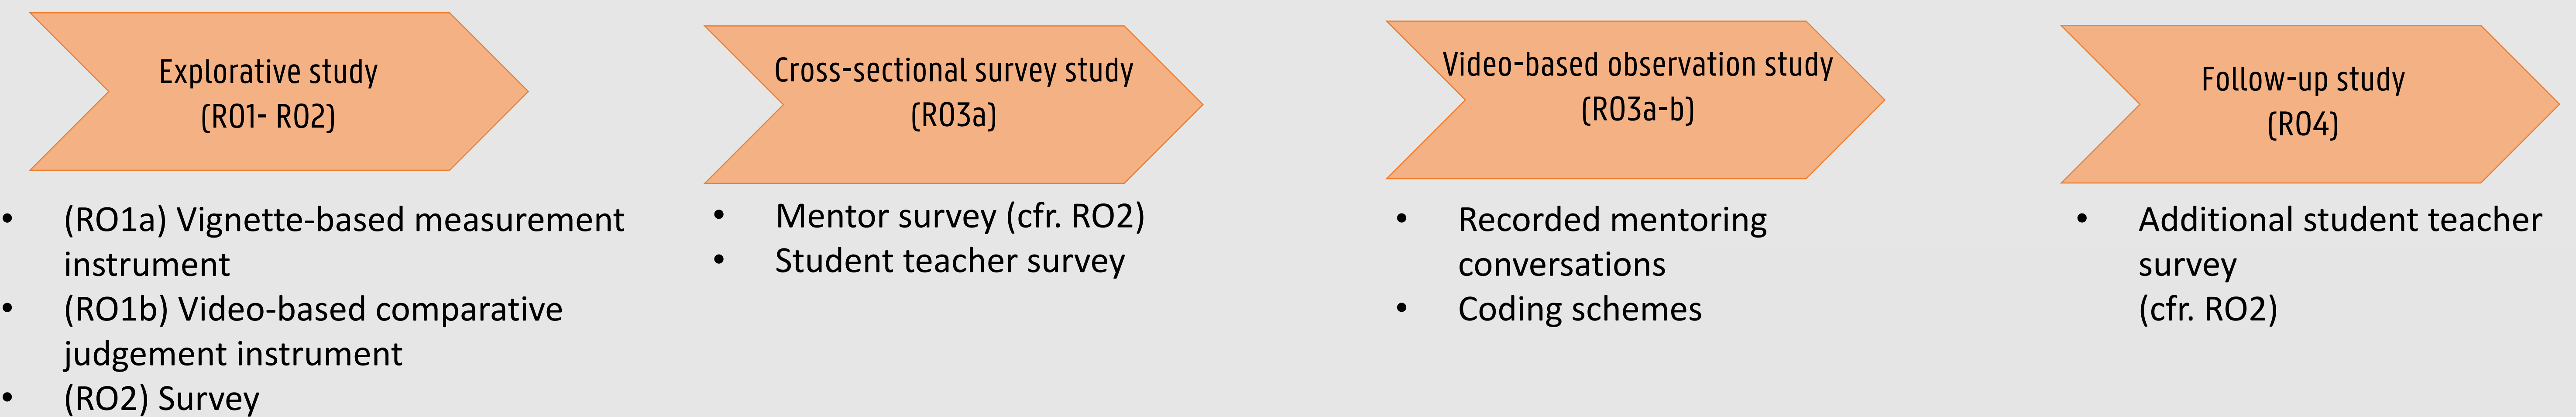 Explorative study
(RO1- RO2)
• (RO1a) Vignette-based measurement
instrument
• (RO1b) Video-based comparative
judgement instrument
• (RO2) Survey
Cross-sectional survey study
(RO3a)
• Mentor survey (cfr. RO2)
• Student teacher survey
Video-based observation study
(RO3a-b)
• Recorded mentoring
conversations
• Coding schemes
Follow-up study
(RO4)
• Additional student teacher
survey
(cfr. RO2)